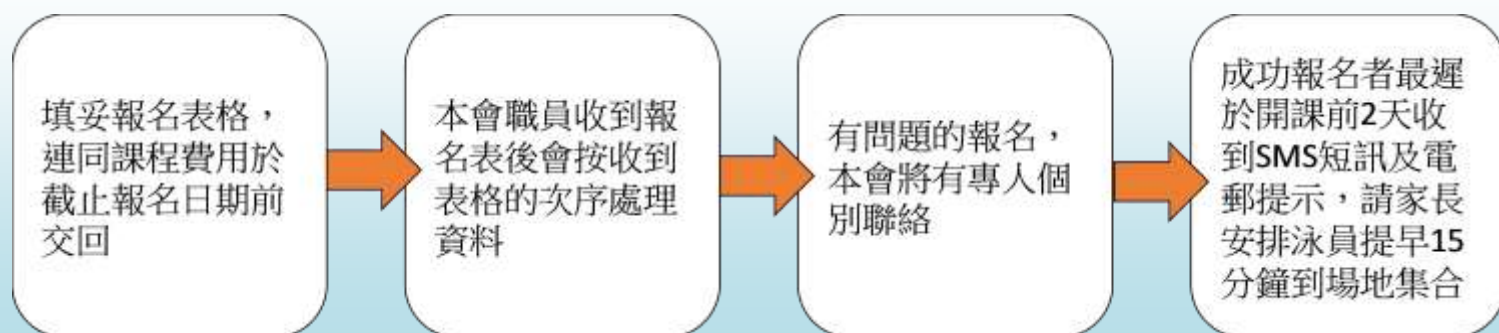 填妥報名表格，
連同課程費用於
截止報名日期前
交回
本會職員收到報
名表後會按收到
表格的次序處理
資料
有問題的報名，
本會將有專人個
別聯絡
成功報名者最遲
於開課前2天收
到SMS短訊及電
郵提示，請家長
安排泳員提早15
分鐘到場地集合